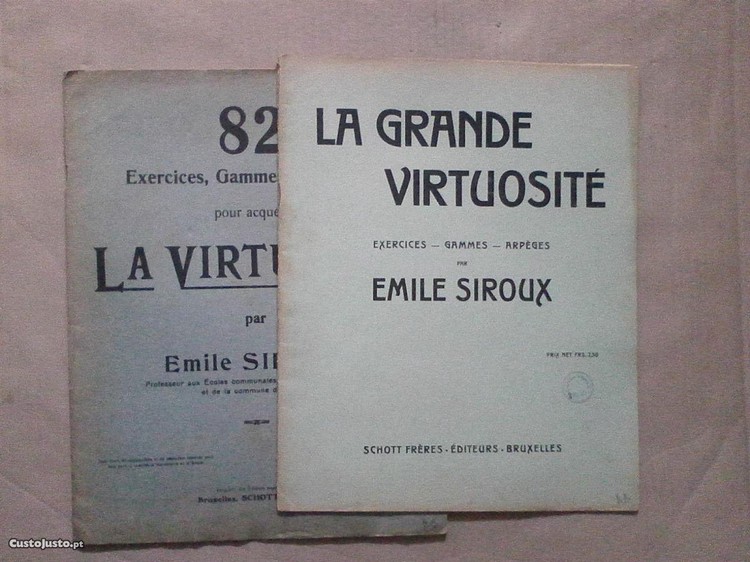 82
Exercices, Gamme
pour acqué
LA VIRTU
par
Emile SI
Professeur aux Écoles communales
et de la commune d
Bruxelles, SCHOTT
LA GRANDE
VIRTUOSITÉ
EXERCICES – GAMMES – ARPÈGES
PAR
EMILE SIROUX
PRIX NET FRS. 2.50
SCHOTT FRÈRES · ÉDITEURS · BRUXELLES
CustoJusto.pt